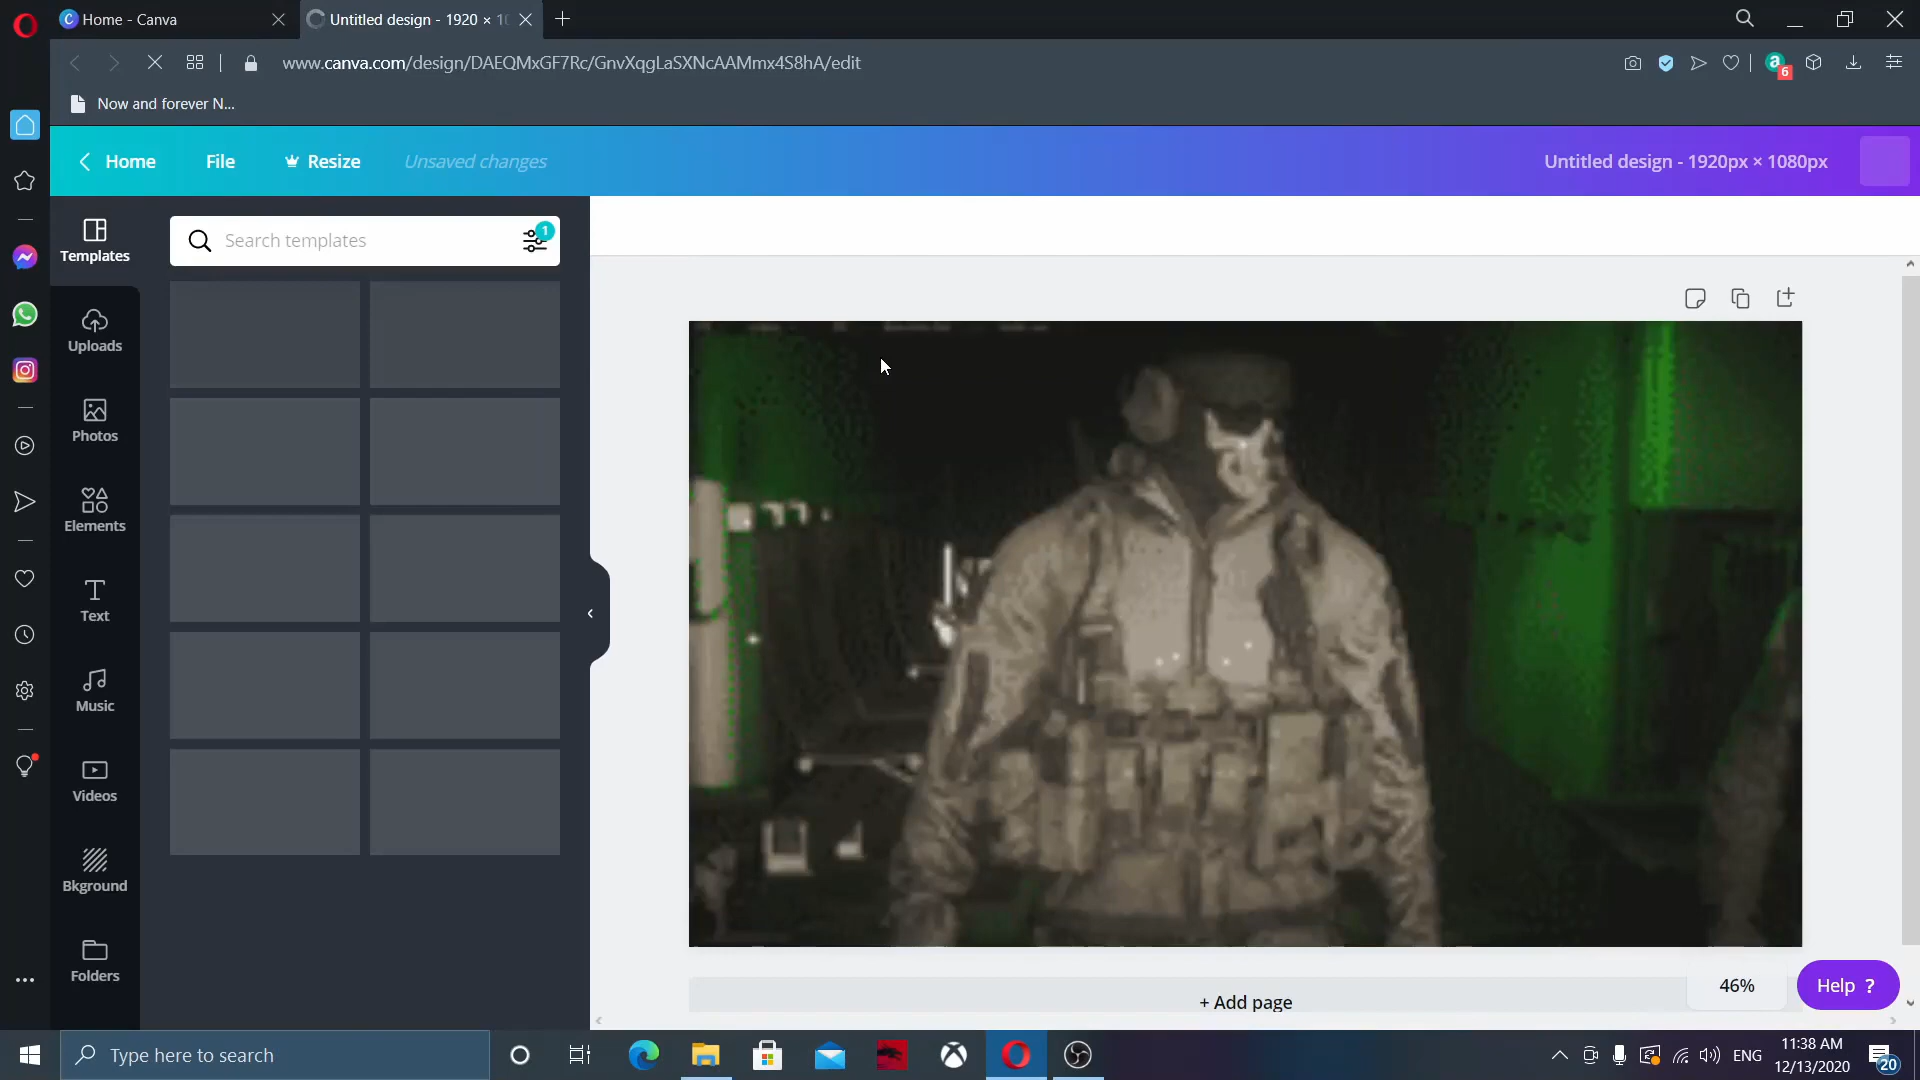 Home - Canva
Untitled design - 1920 × 10
www.canva.com/design/DAEQMxGF7Rc/GnvXqgLaSXNcAAMmx4S8hA/edit
6
Now and forever N...
Home
File
Resize
Unsaved changes
Untitled design - 1920px × 1080px
Templates
Search templates
1
Uploads
Photos
Elements
Text
Music
Videos
Bkground
Folders
+ Add page
46%
Help ?
Type here to search
ENG
11:38 AM
12/13/2020
20